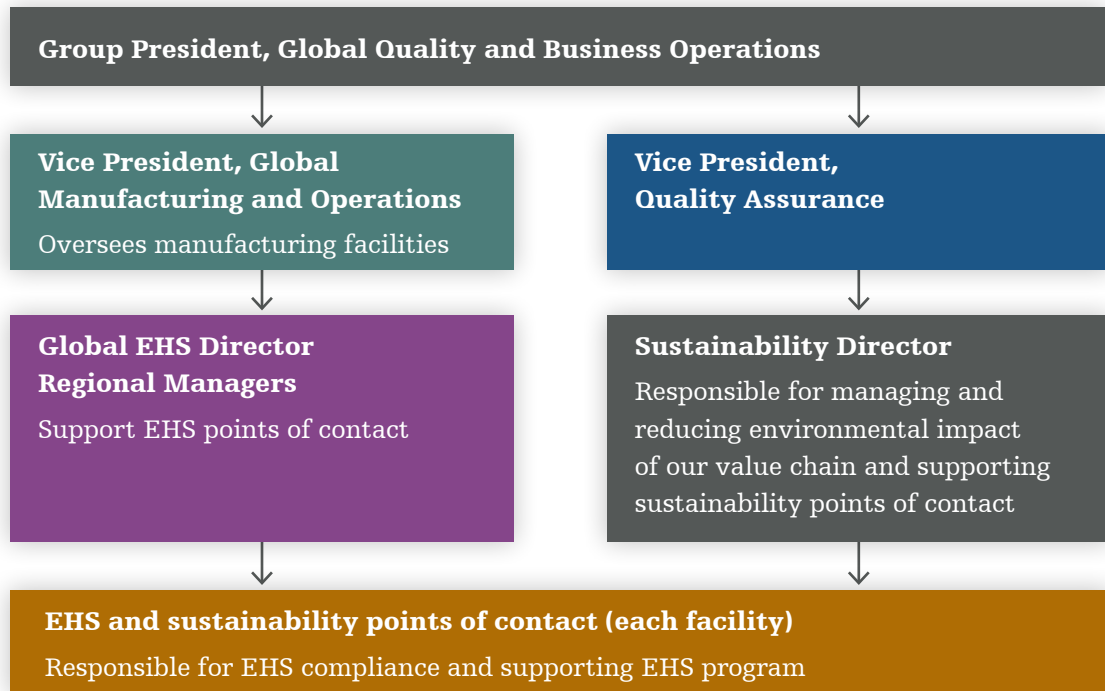 Group President, Global Quality and Business Operations
Vice President, Global
Manufacturing and Operations
Oversees manufacturing facilities
Vice President,
Quality Assurance
Global EHS Director
Regional Managers
Support EHS points of contact
Sustainability Director
Responsible for managing and
reducing environmental impact
of our value chain and supporting
sustainability points of contact
EHS and sustainability points of contact (each facility)
Responsible for EHS compliance and supporting EHS program